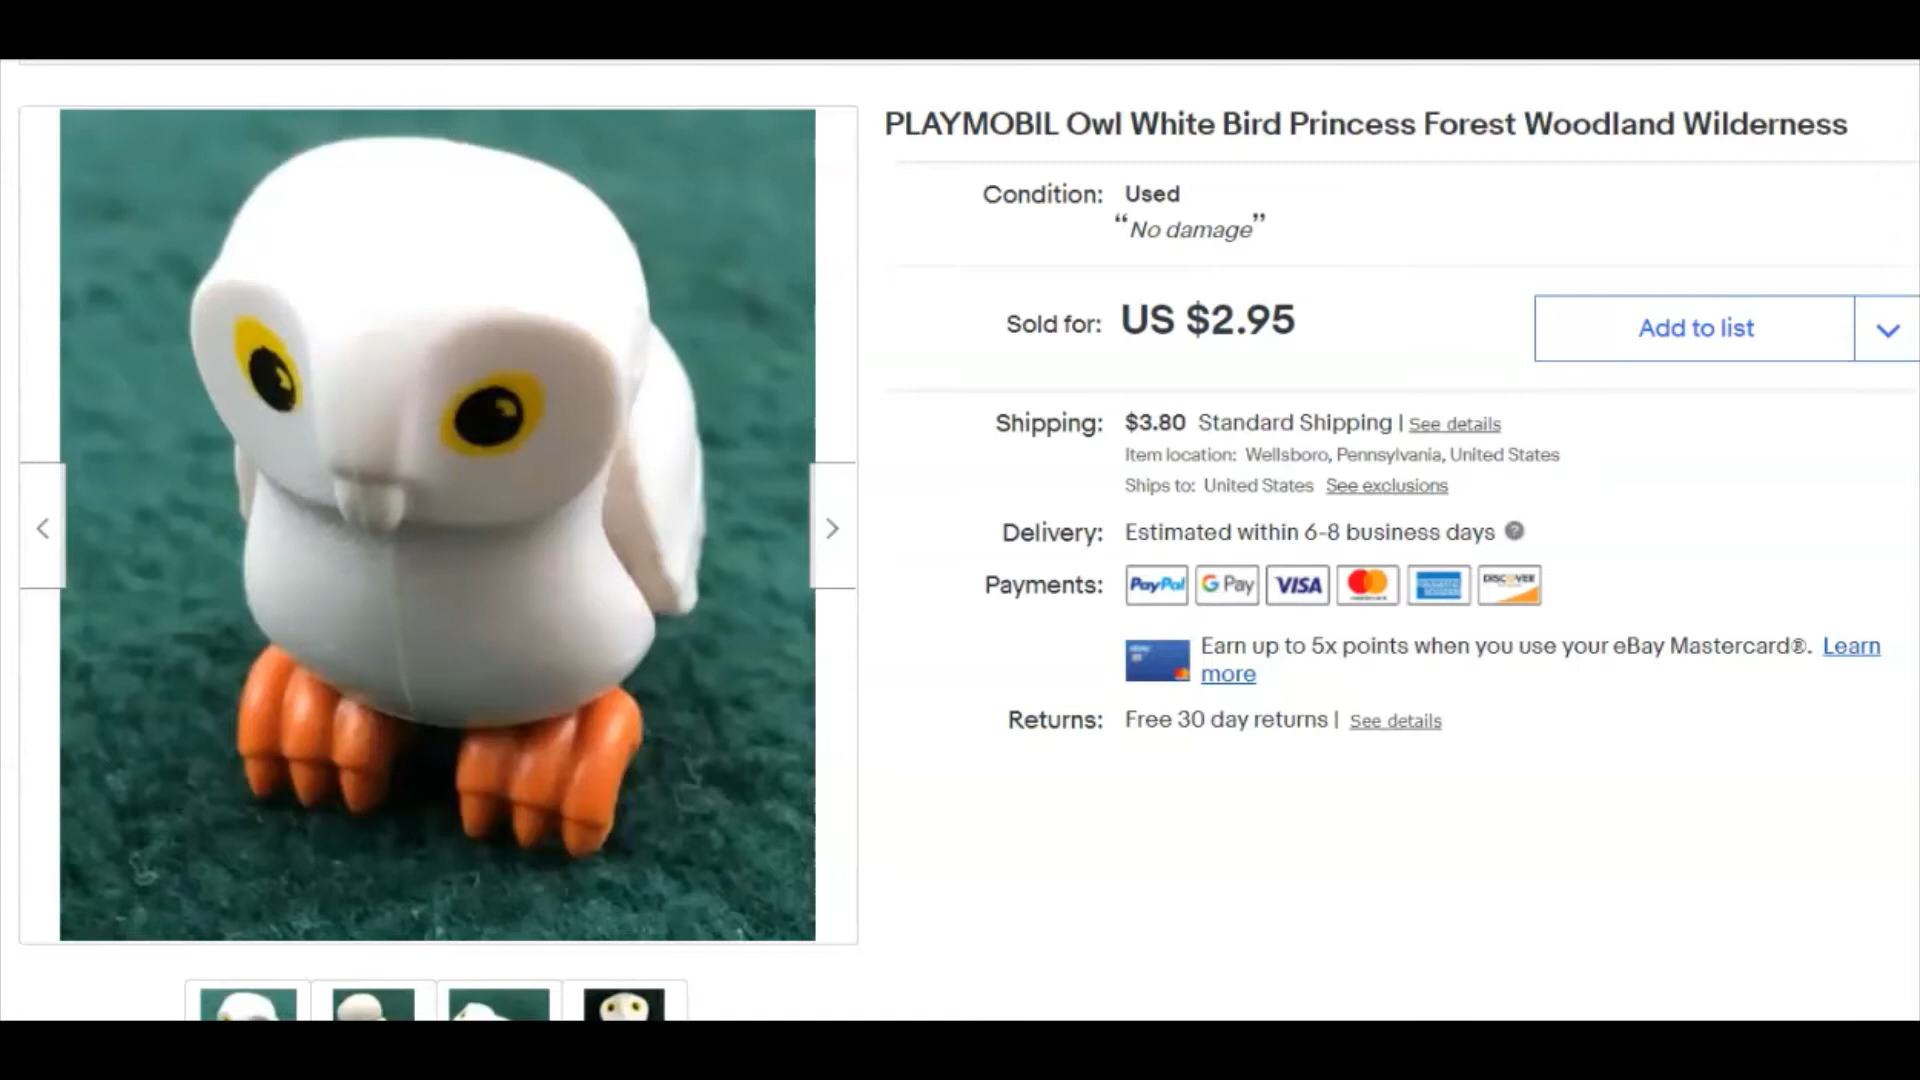 PLAYMOBIL Owl White Bird Princess Forest Woodland Wilderness
Condition: Used
“No damage”
Sold for: US $2.95
Add to list
Shipping: $3.80 Standard Shipping | See details
Item location: Wellsboro, Pennsylvania, United States
Ships to: United States See exclusions
Delivery: Estimated within 6-8 business days ?
Payments: PayPal G Pay VISA DISCOVER
Earn up to 5x points when you use your eBay Mastercard®. Learn
more
Returns: Free 30 day returns | See details